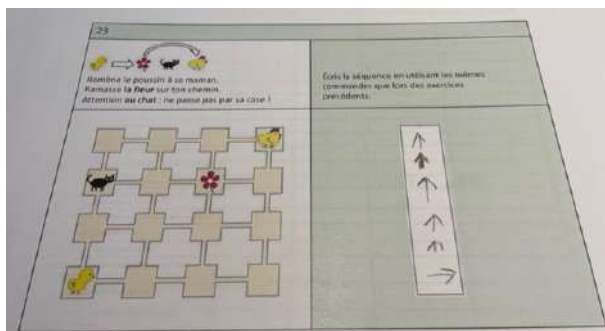 23
Ramène le poussin à sa maman.
Ramasse la fleur sur ton chemin.
Attention au chat : ne passe pas par sa case !
Écris la séquence en utilisant les mêmes
commandes que lors des exercices
précédents.